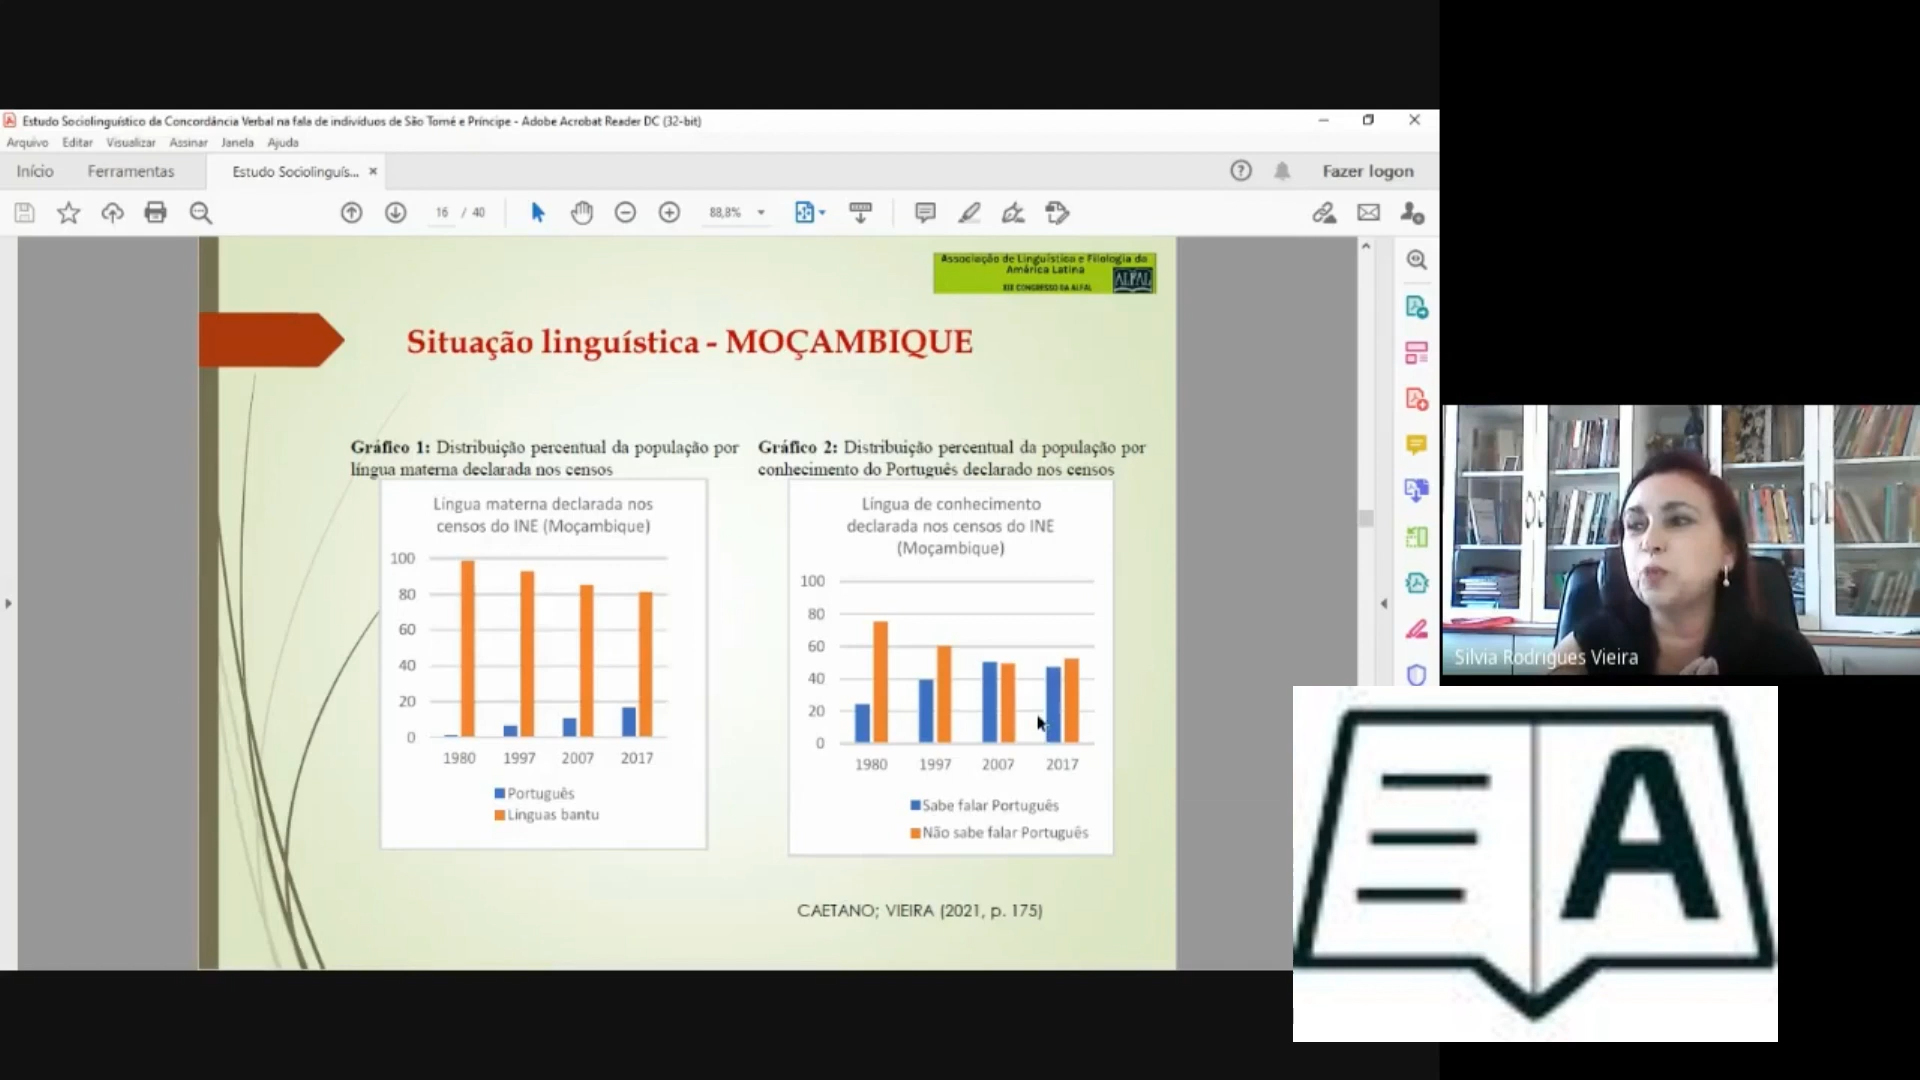 Estudo Sociolinguístico da Concordância Verbal na fala de indivíduos de São Tomé e Príncipe - Adobe Acrobat Reader DC (32-bit)
Arquivo Editar Visualizar Assinar Janela Ajuda
Início Ferramentas Estudo Sociolinguís... × Fazer logon
16 / 40 88,8%
Associação de Linguística e Filologia da
América Latina
XIX CONGRESSO DA ALFAL
ALFAL
Situação linguística - MOÇAMBIQUE
Gráfico 1: Distribuição percentual da população por
língua materna declarada nos censos
Língua materna declarada nos
censos do INE (Moçambique)
100
80
60
40
20
0
1980 1997 2007 2017
Português
Línguas bantu
Gráfico 2: Distribuição percentual da população por
conhecimento do Português declarado nos censos
Língua de conhecimento
declarada nos censos do INE
(Moçambique)
100
80
60
40
20
0
1980 1997 2007 2017
Sabe falar Português
Não sabe falar Português
CAETANO; VIEIRA (2021, p. 175)
Silvia Rodrigues Vieira
A